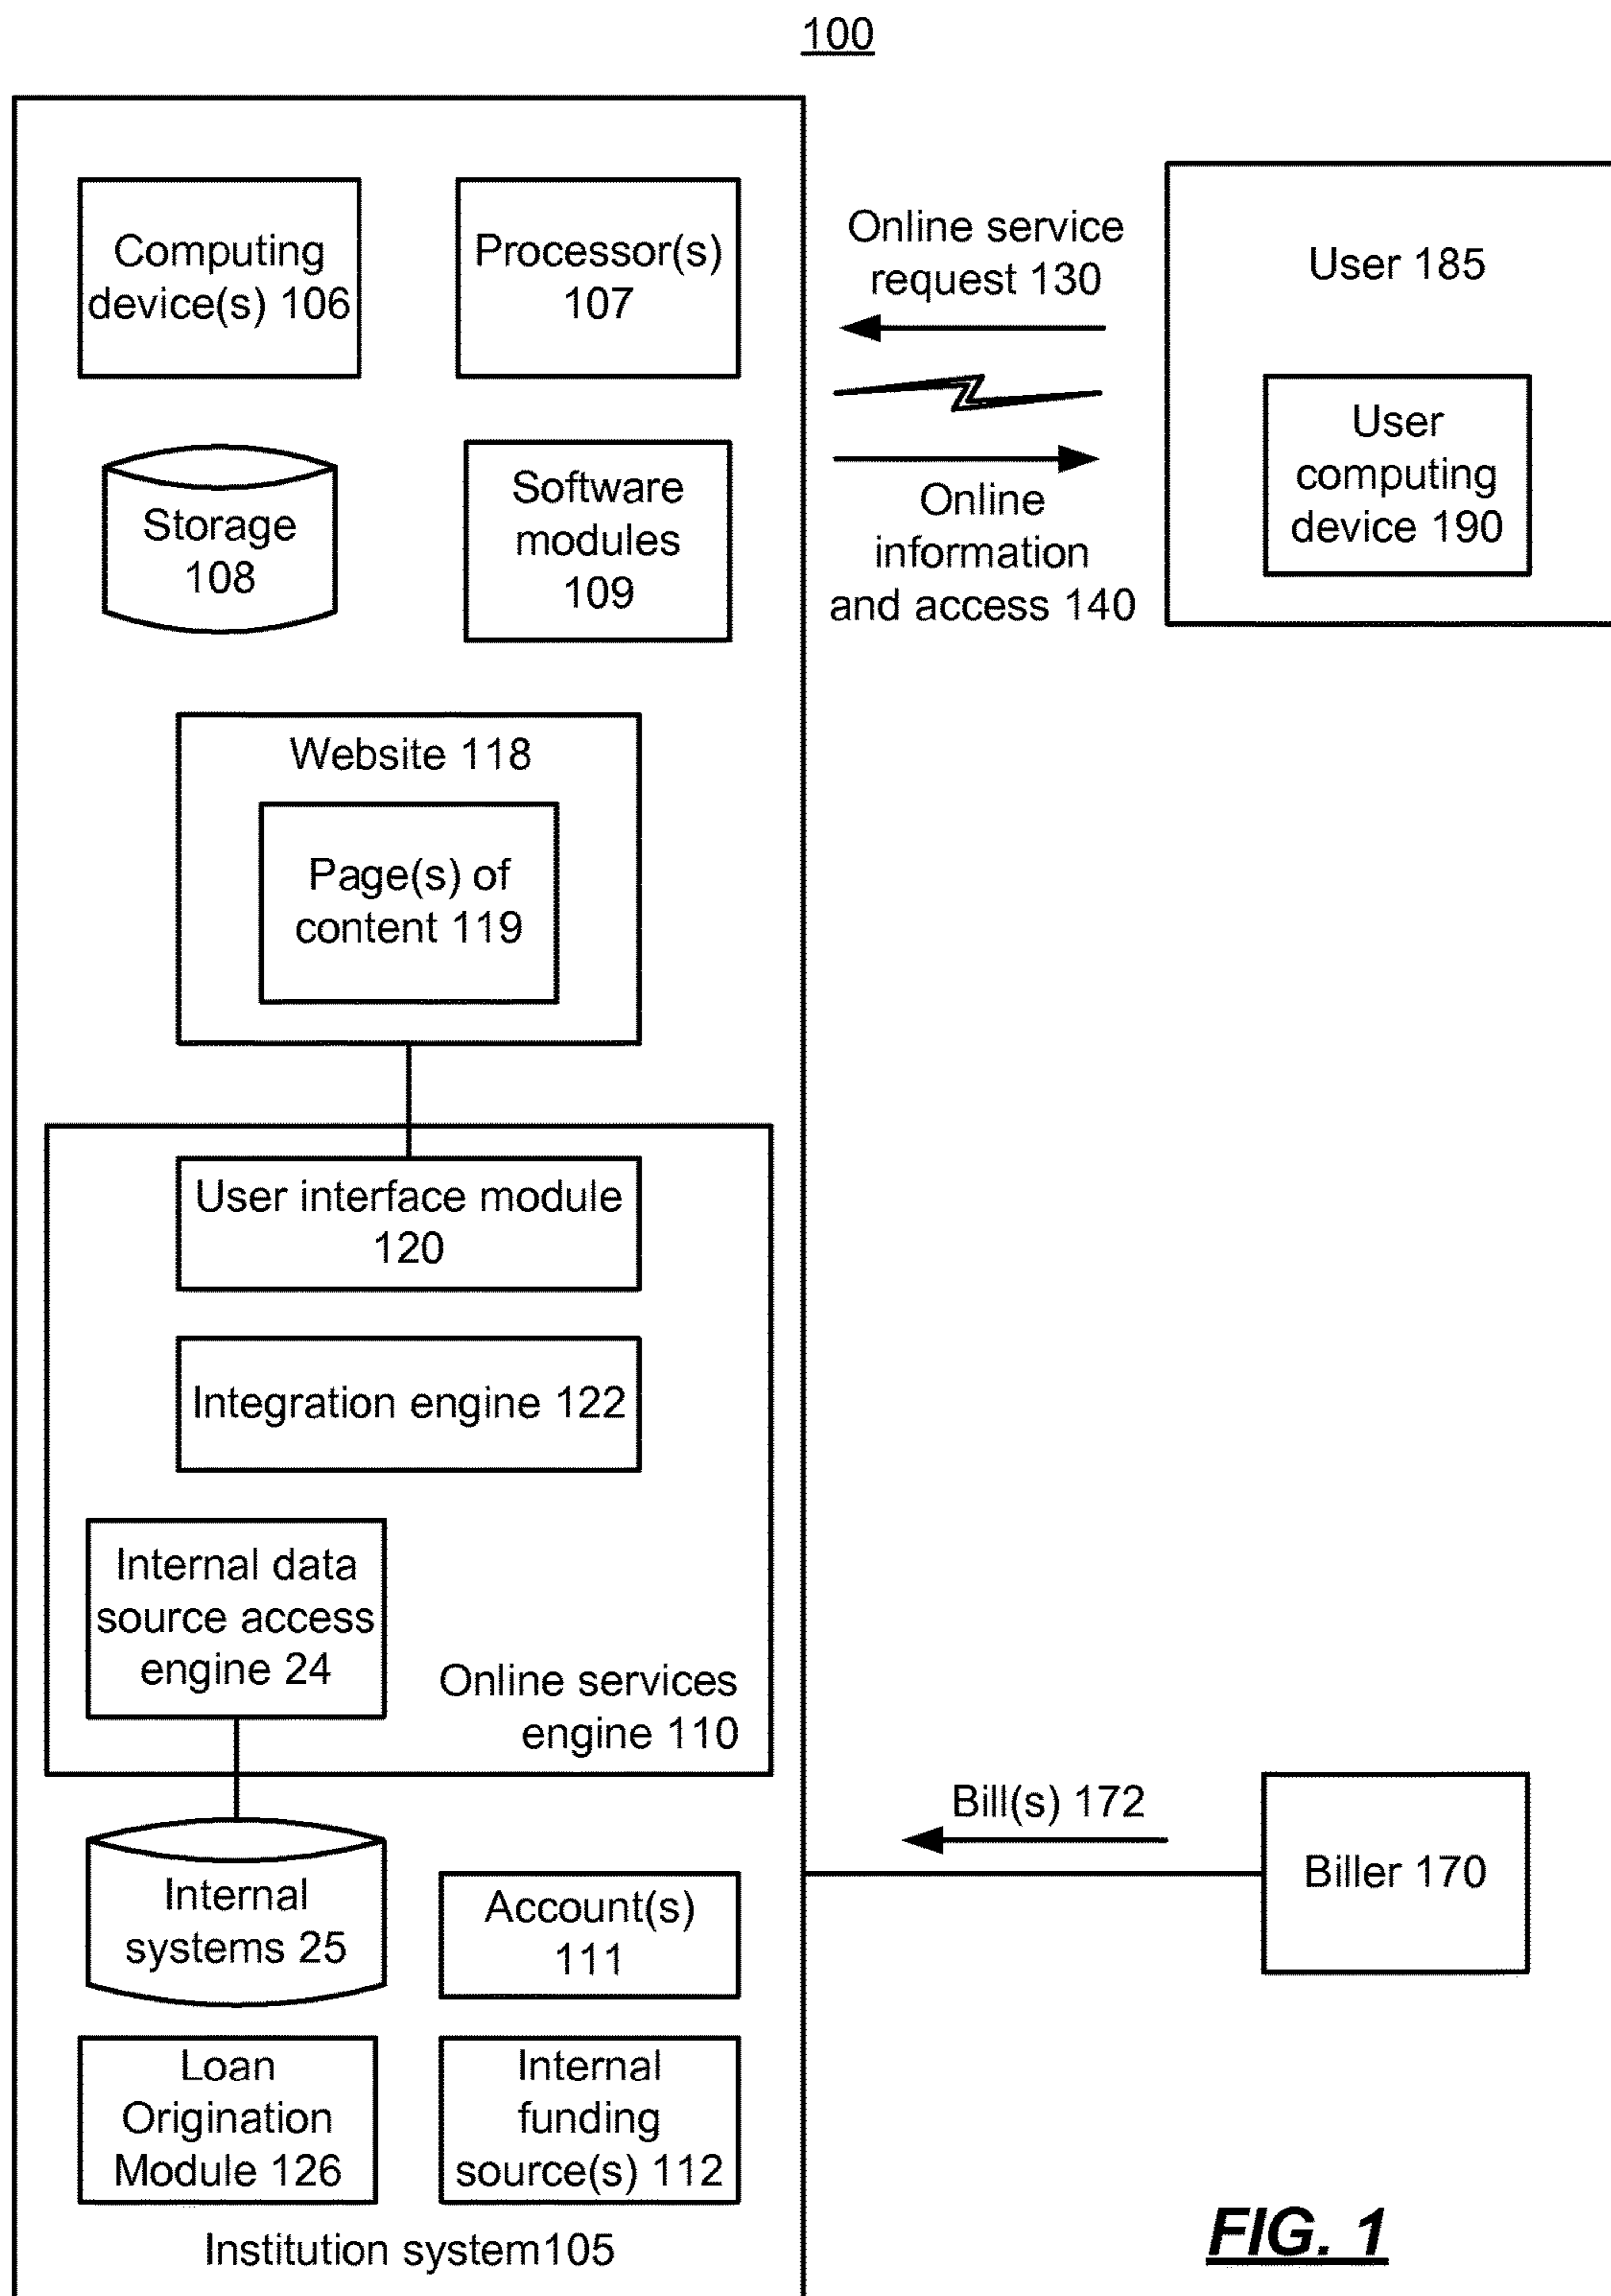 100
Computing
device(s) 106
Processor(s)
107
Online service
request 130
User 185
User
computing
device 190
Storage
108
Software
modules
109
Online
information
and access 140
Website 118
Page(s) of
content 119
User interface module
120
Integration engine 122
Internal data
source access
engine 24
Online services
engine 110
Bill(s) 172
Biller 170
Internal
systems 25
Account(s)
111
Loan
Origination
Module 126
Internal
funding
source(s) 112
Institution system105
FIG. 1